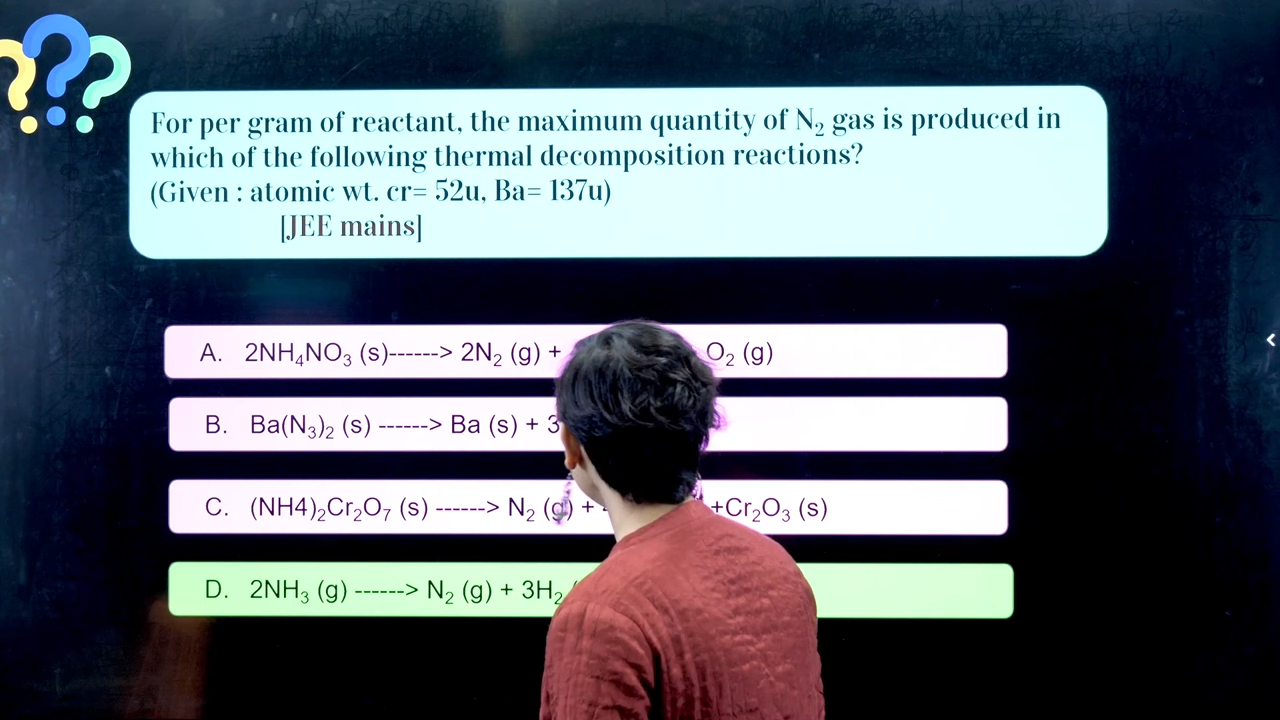 For per gram of reactant, the maximum quantity of N₂ gas is produced in
which of the following thermal decomposition reactions?
(Given : atomic wt. cr= 52u, Ba= 137u)
[JEE mains]
A. 2NH₄NO₃ (s)------> 2N₂ (g) + O₂ (g)
B. Ba(N₃)₂ (s) ------> Ba (s) + 3
C. (NH4)₂Cr₂O₇ (s) ------> N₂ (g) + +Cr₂O₃ (s)
D. 2NH₃ (g) ------> N₂ (g) + 3H₂